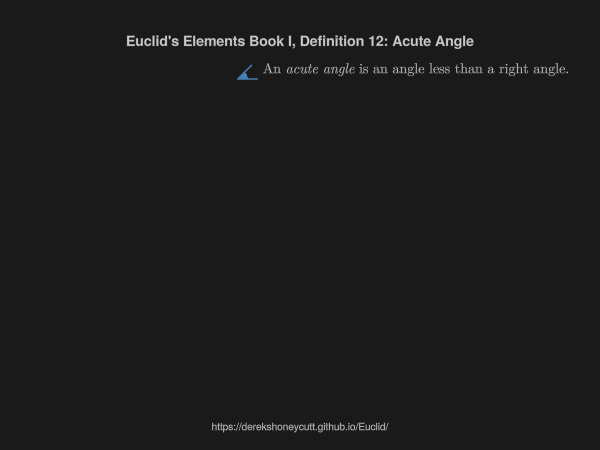 Euclid's Elements Book I, Definition 12: Acute Angle
An acute angle is an angle less than a right angle.
https://derekshoneycutt.github.io/Euclid/